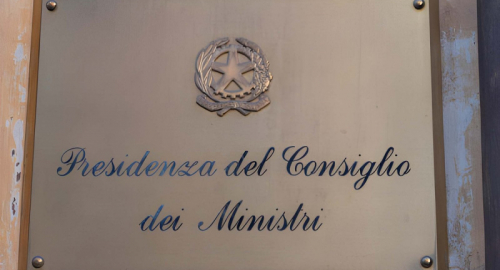 Presidenza del Consiglio
dei Ministri